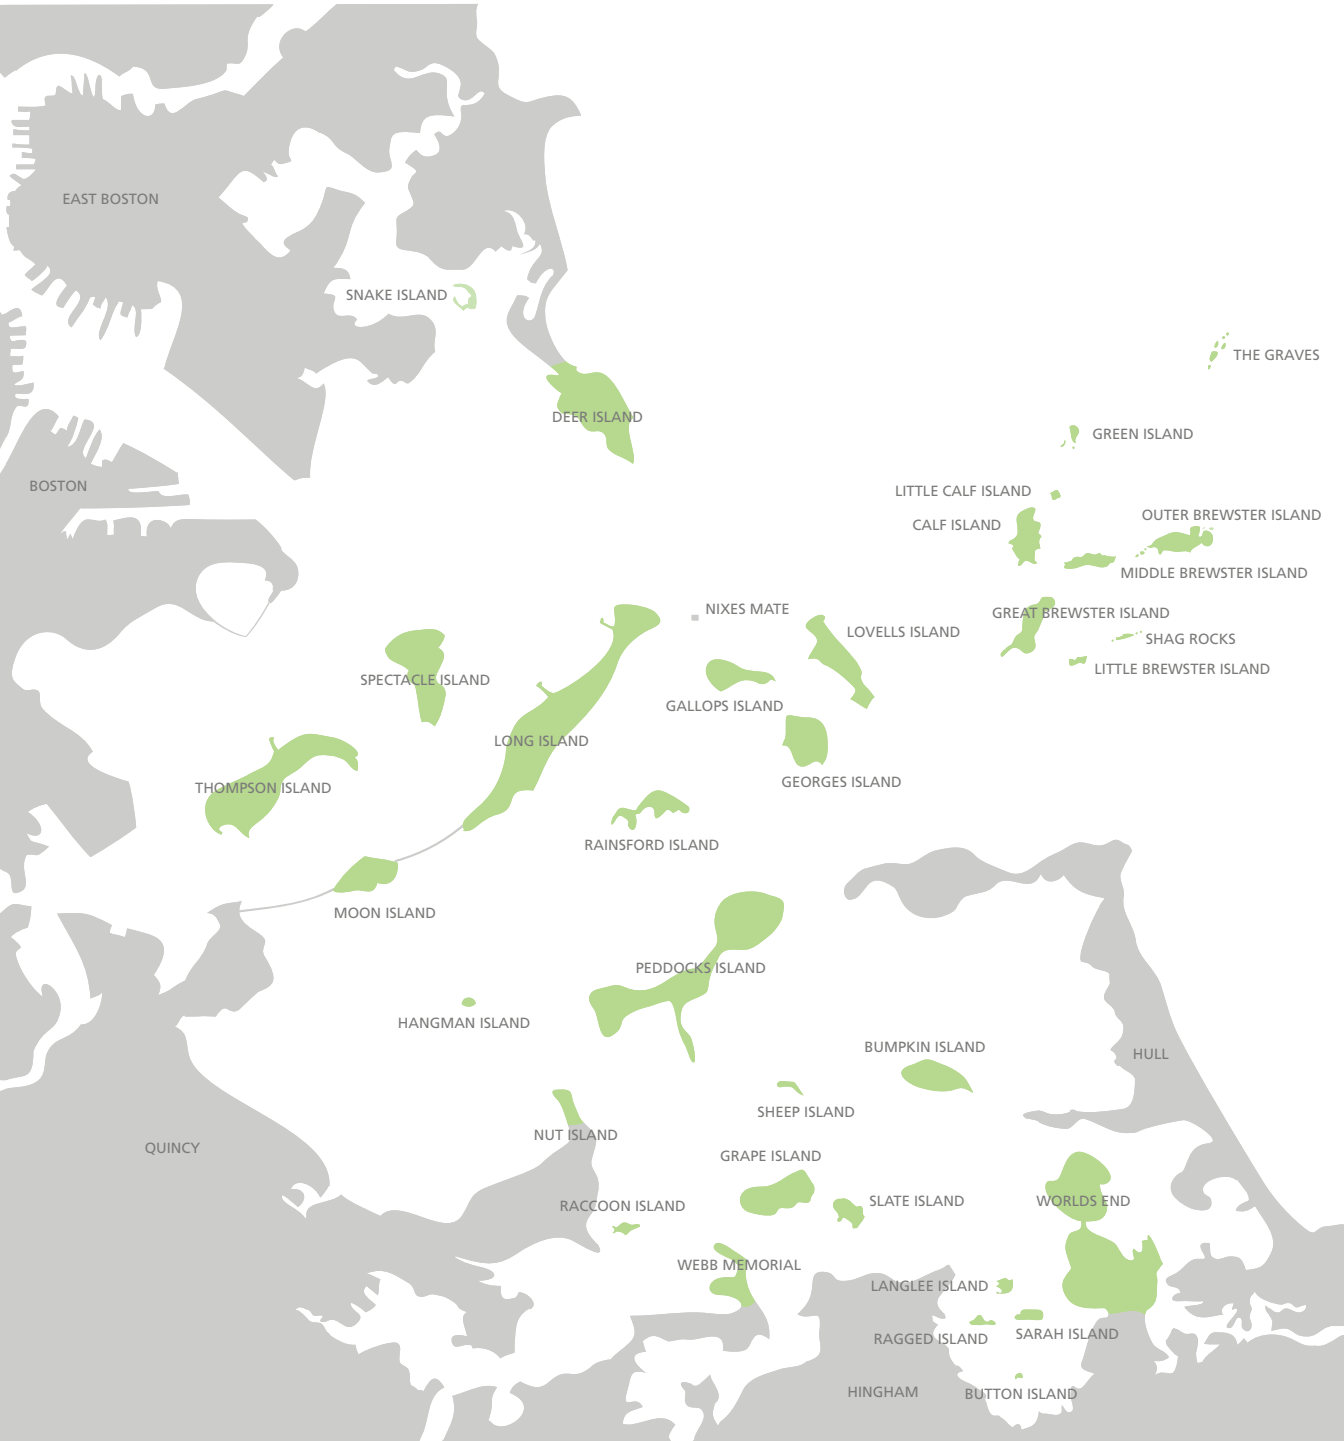 EAST BOSTON
SNAKE ISLAND
THE GRAVES
DEER ISLAND
GREEN ISLAND
BOSTON
LITTLE CALF ISLAND
OUTER BREWSTER ISLAND
CALF ISLAND
MIDDLE BREWSTER ISLAND
NIXES MATE
GREAT BREWSTER ISLAND
LOVELLS ISLAND
SHAG ROCKS
LITTLE BREWSTER ISLAND
SPECTACLE ISLAND
GALLOPS ISLAND
LONG ISLAND
GEORGES ISLAND
THOMPSON ISLAND
RAINSFORD ISLAND
MOON ISLAND
PEDDOCKS ISLAND
HANGMAN ISLAND
BUMPKIN ISLAND
HULL
SHEEP ISLAND
NUT ISLAND
QUINCY
GRAPE ISLAND
SLATE ISLAND
WORLDS END
RACCOON ISLAND
WEBB MEMORIAL
LANGLEE ISLAND
SARAH ISLAND
RAGGED ISLAND
HINGHAM
BUTTON ISLAND